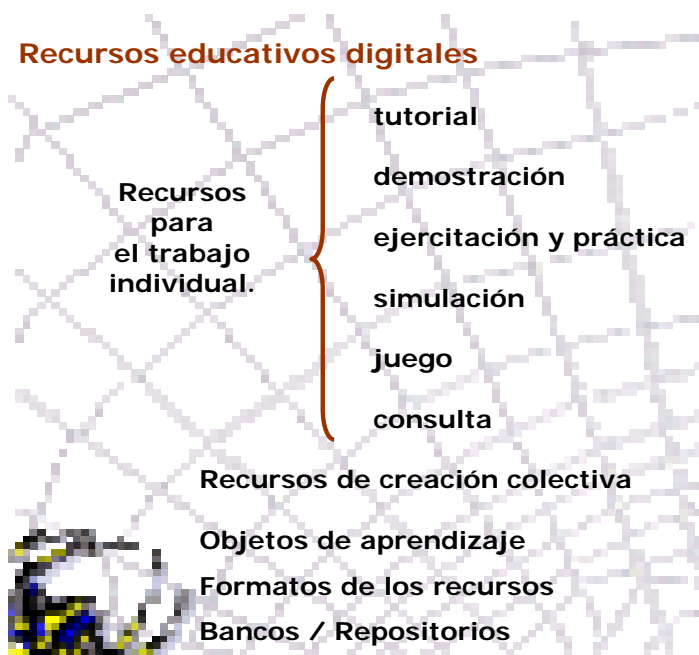 Recursos educativos digitales
Recursos
para
el trabajo
individual.
tutorial
demostración
ejercitación y práctica
simulación
juego
consulta
Recursos de creación colectiva
Objetos de aprendizaje
Formatos de los recursos
Bancos / Repositorios